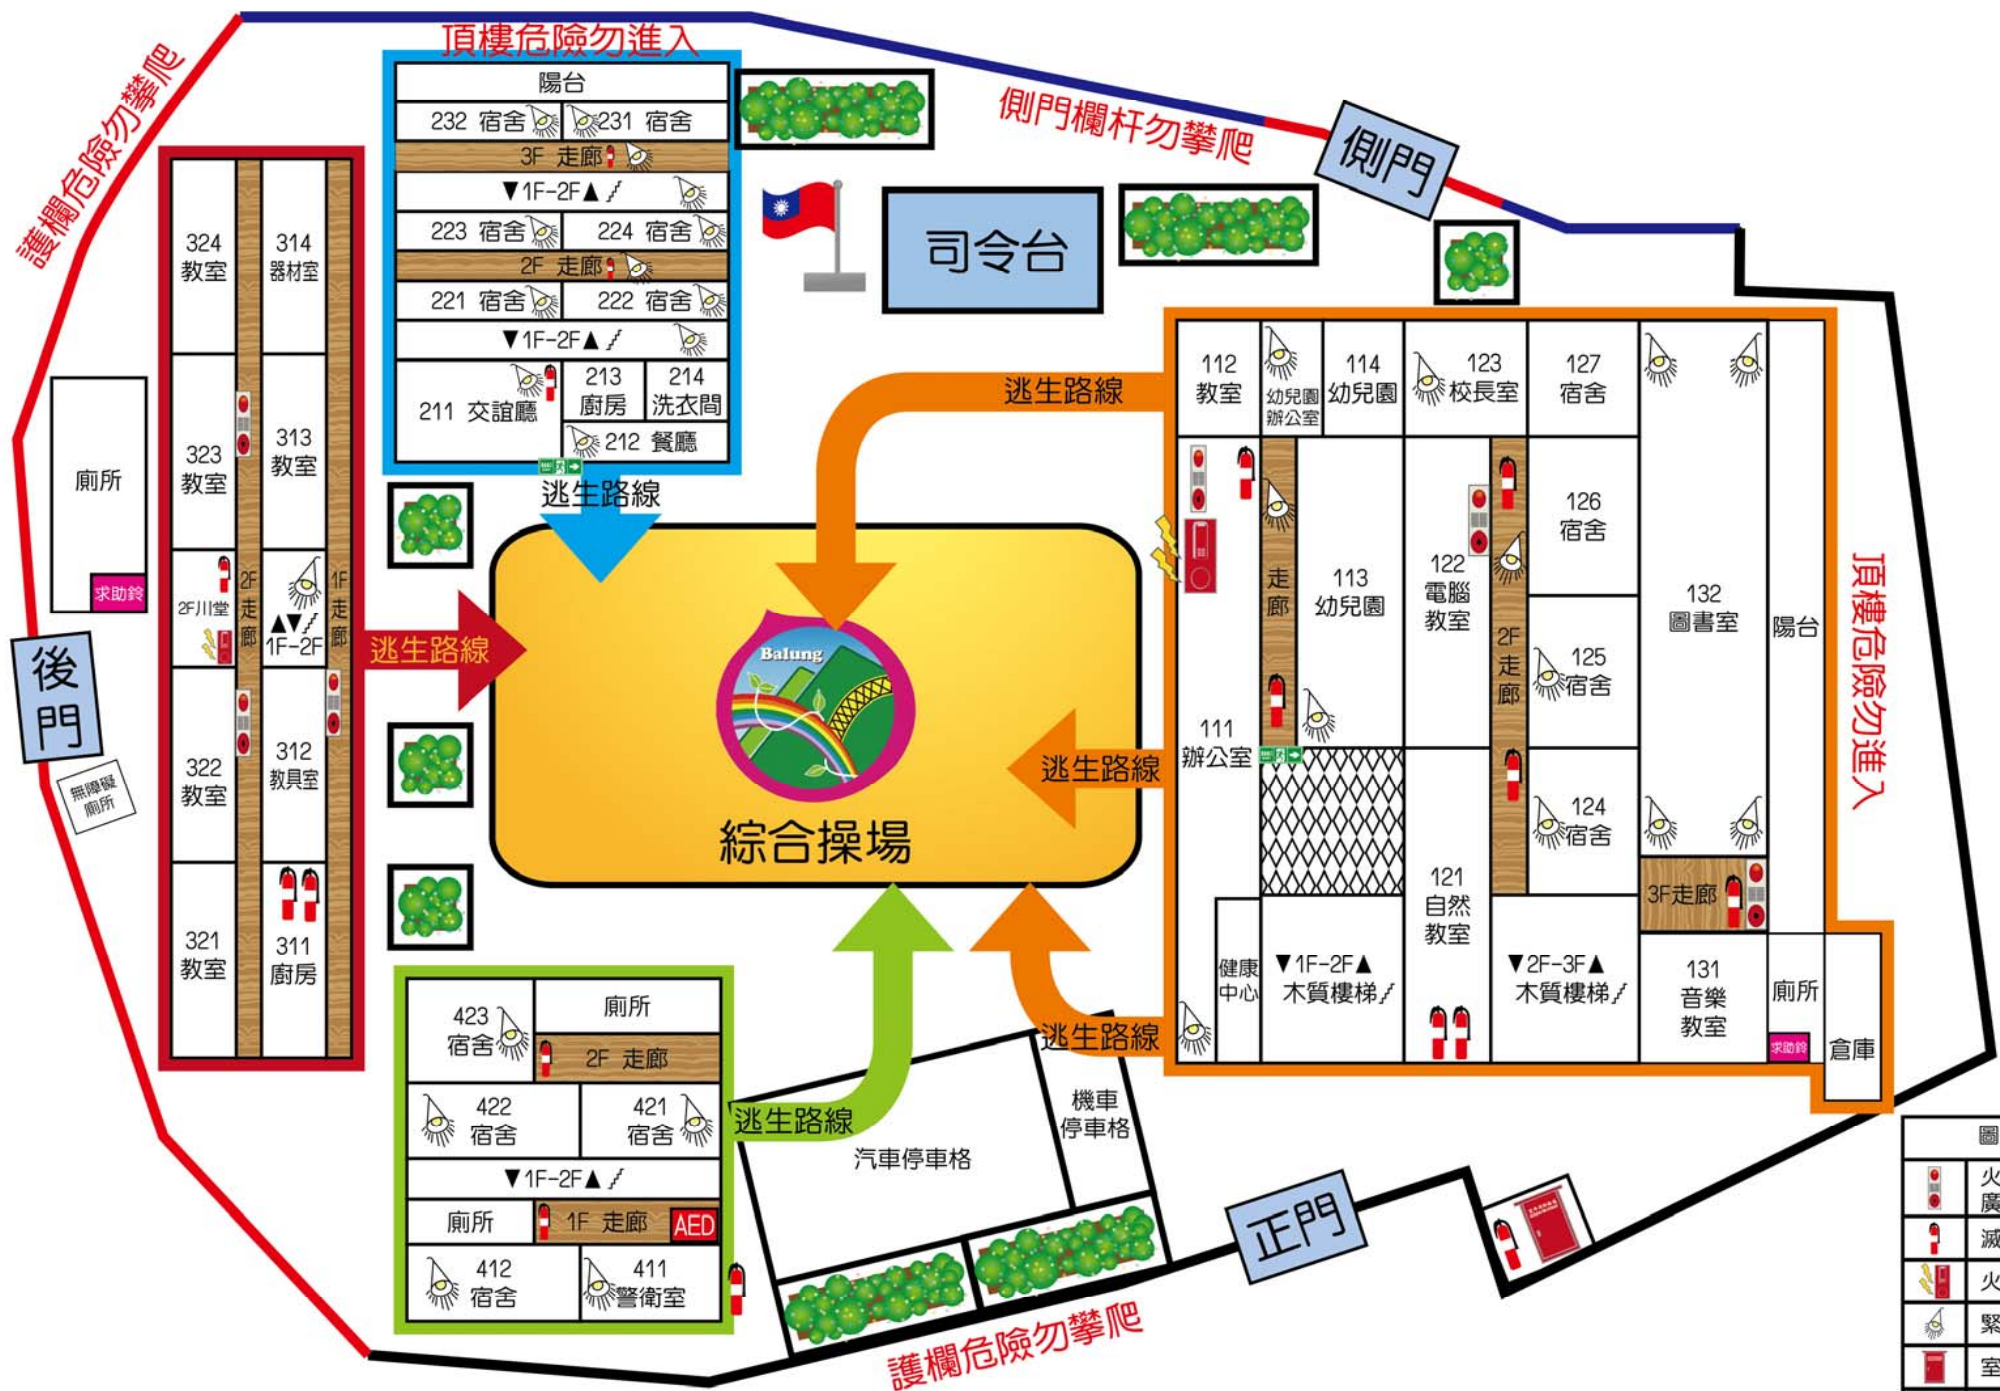 頂樓危險勿進入
護欄危險勿攀爬
側門欄杆勿攀爬
側門
陽台
232 宿舍
231 宿舍
3F 走廊
▼1F-2F▲
223 宿舍
224 宿舍
2F 走廊
221 宿舍
222 宿舍
▼1F-2F▲
211 交誼廳
213
廚房
214
洗衣間
212 餐廳
逃生路線
司令台
324
教室
314
器材室
323
教室
313
教室
2F川堂
2F
走
廊
▲▼
1F-2F
1F
走
廊
322
教室
312
教具室
321
教室
311
廚房
廁所
求助鈴
後
門
無障礙
廁所
逃生路線
Balung
綜合操場
逃生路線
逃生路線
逃生路線
112
教室
幼兒園
辦公室
114
幼兒園
123
校長室
127
宿舍
走
廊
113
幼兒園
122
電腦
教室
2F
走
廊
126
宿舍
125
宿舍
124
宿舍
132
圖書室
陽台
頂樓危險勿進入
111
辦公室
健康
中心
▼1F-2F▲
木質樓梯
121
自然
教室
▼2F-3F▲
木質樓梯
3F走廊
131
音樂
教室
廁所
求助鈴
倉庫
423
宿舍
廁所
2F 走廊
422
宿舍
421
宿舍
▼1F-2F▲
廁所
1F 走廊
AED
412
宿舍
411
警衛室
逃生路線
汽車停車格
機車
停車格
正門
護欄危險勿攀爬
圖
火
廣
滅
火
緊
室